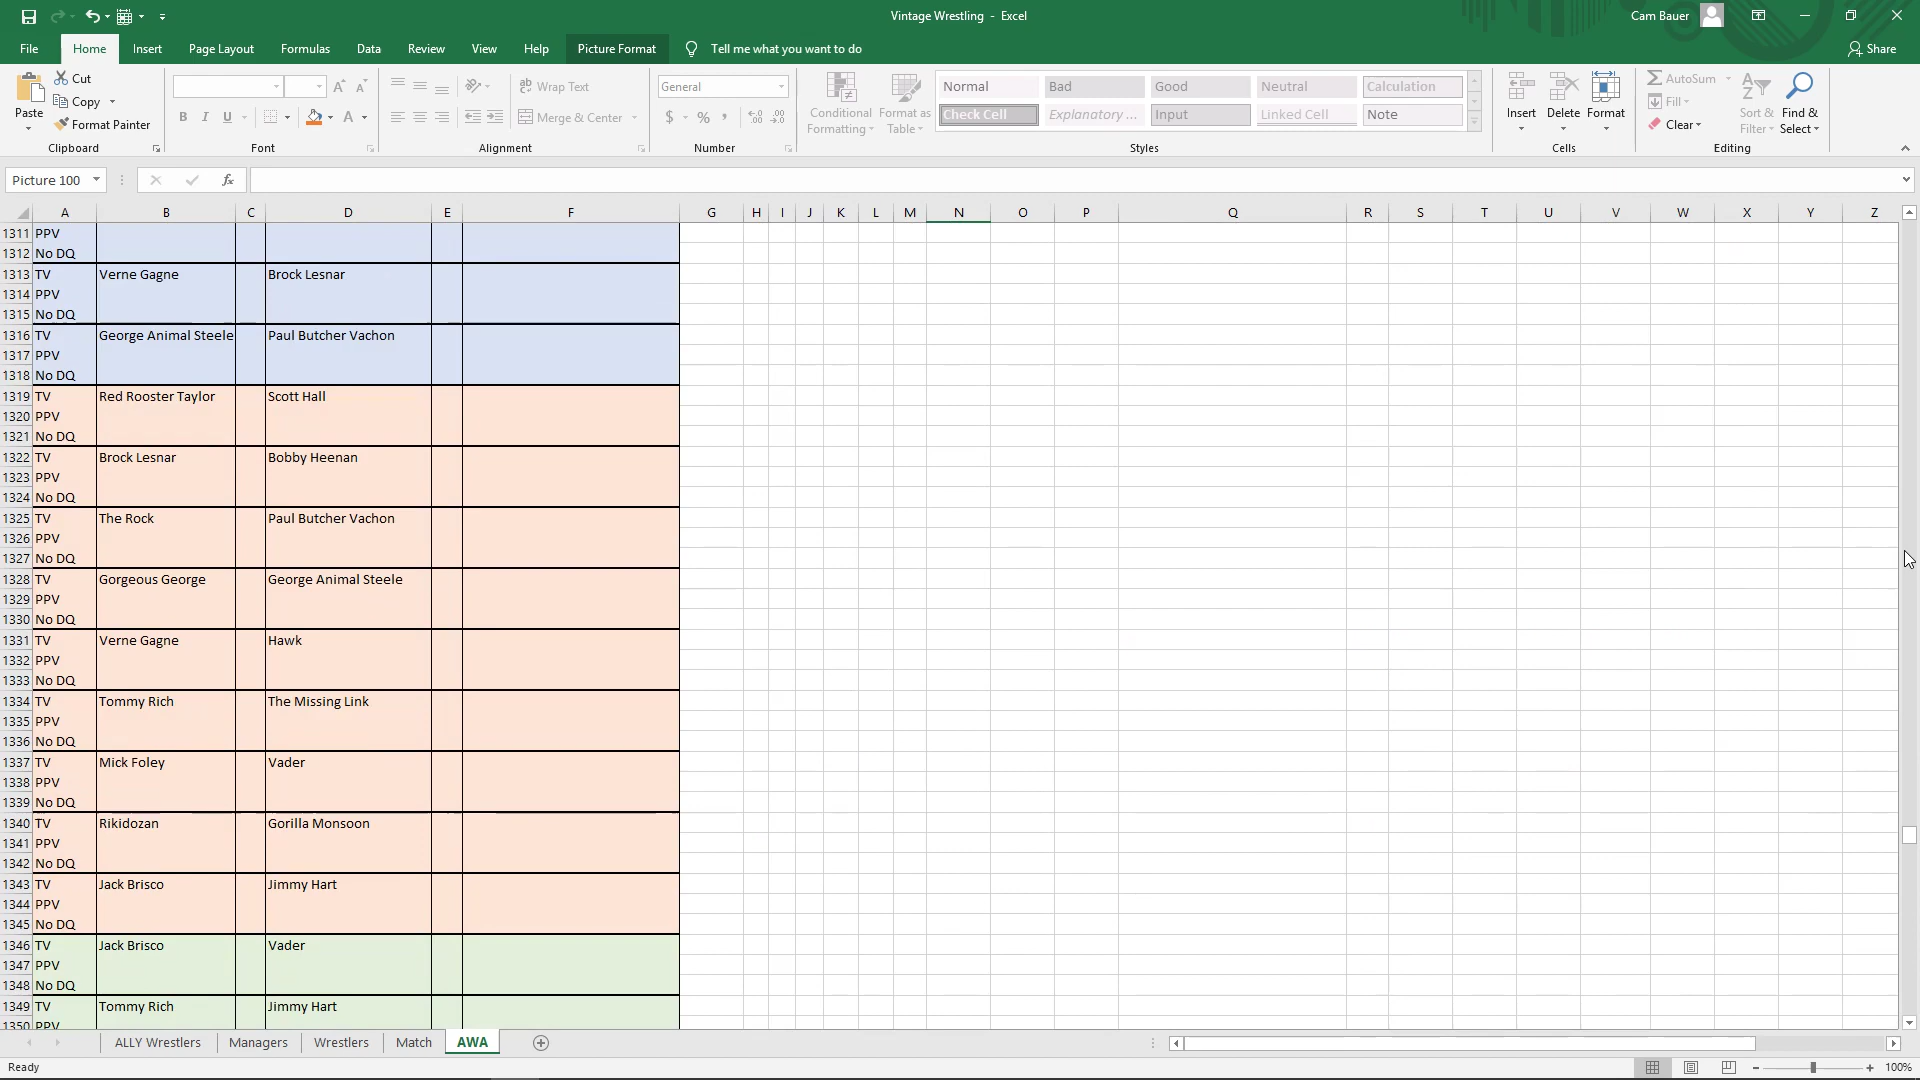 Vintage Wrestling - Excel
Cam Bauer
File Home Insert Page Layout Formulas Data Review View Help Picture Format Tell me what you want to do Share
Paste
Cut
Copy
Format Painter
Clipboard
B I U
A
Font
Wrap Text
Merge & Center
Alignment
General
$ % ,
Number
Conditional Formatting
Format as Table
Normal Bad Good Neutral Calculation
Check Cell Explanatory ... Input Linked Cell Note
Styles
Insert Delete Format
Cells
AutoSum
Fill
Clear
Sort & Filter
Find & Select
Editing
Picture 100
fx
A B C D E F G H I J K L M N O P Q R S T U V W X Y Z
1311 PPV
1312 No DQ
1313 TV Verne Gagne Brock Lesnar
1314 PPV
1315 No DQ
1316 TV George Animal Steele Paul Butcher Vachon
1317 PPV
1318 No DQ
1319 TV Red Rooster Taylor Scott Hall
1320 PPV
1321 No DQ
1322 TV Brock Lesnar Bobby Heenan
1323 PPV
1324 No DQ
1325 TV The Rock Paul Butcher Vachon
1326 PPV
1327 No DQ
1328 TV Gorgeous George George Animal Steele
1329 PPV
1330 No DQ
1331 TV Verne Gagne Hawk
1332 PPV
1333 No DQ
1334 TV Tommy Rich The Missing Link
1335 PPV
1336 No DQ
1337 TV Mick Foley Vader
1338 PPV
1339 No DQ
1340 TV Rikidozan Gorilla Monsoon
1341 PPV
1342 No DQ
1343 TV Jack Brisco Jimmy Hart
1344 PPV
1345 No DQ
1346 TV Jack Brisco Vader
1347 PPV
1348 No DQ
1349 TV Tommy Rich Jimmy Hart
1350 PPV
ALLY Wrestlers Managers Wrestlers Match AWA
Ready
100%